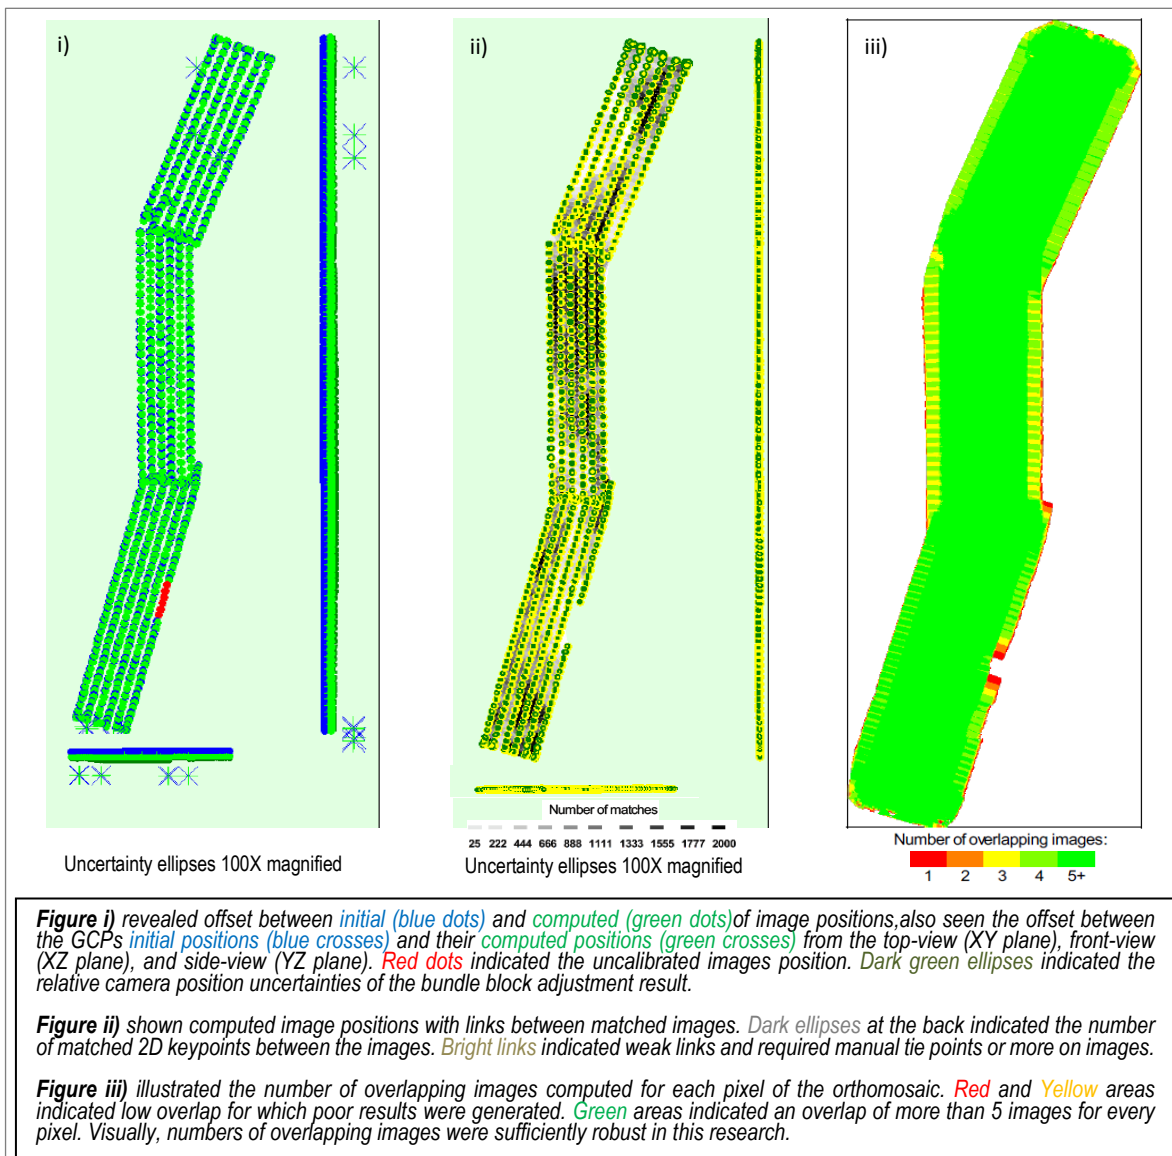 i)
ii)
iii)
Number of matches
25 222 444 666 888 1111 1333 1555 1777 2000
Uncertainty ellipses 100X magnified
Uncertainty ellipses 100X magnified
Number of overlapping images:
1 2 3 4 5+
Figure i) revealed offset between initial (blue dots) and computed (green dots)of image positions,also seen the offset between
the GCPs initial positions (blue crosses) and their computed positions (green crosses) from the top-view (XY plane), front-view
(XZ plane), and side-view (YZ plane). Red dots indicated the uncalibrated images position. Dark green ellipses indicated the
relative camera position uncertainties of the bundle block adjustment result.
Figure ii) shown computed image positions with links between matched images. Dark ellipses at the back indicated the number
of matched 2D keypoints between the images. Bright links indicated weak links and required manual tie points or more on images.
Figure iii) illustrated the number of overlapping images computed for each pixel of the orthomosaic. Red and Yellow areas
indicated low overlap for which poor results were generated. Green areas indicated an overlap of more than 5 images for every
pixel. Visually, numbers of overlapping images were sufficiently robust in this research.